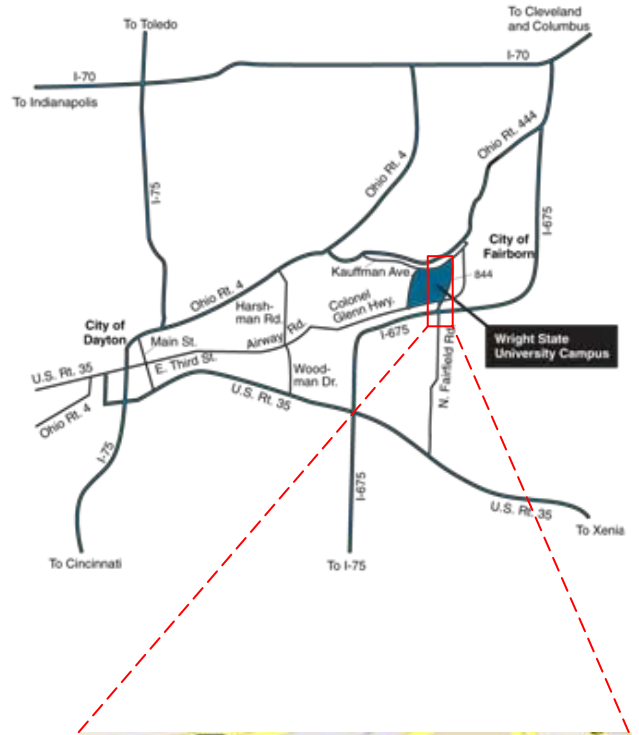 To Toledo
To Cleveland
and Columbus
I-70
I-70
To Indianapolis
Ohio Rt. 444
Ohio Rt. 4
I-75
I-675
City of
Fairborn
Kauffman Ave.
844
Ohio Rt. 4
Harsh-
man Rd.
Colonel
Glenn Hwy.
City of
Dayton
Main St.
Airway Rd.
I-675
Wright State
University Campus
E. Third St.
U.S. Rt. 35
Wood-
man Dr.
N. Fairfield Rd.
U.S. Rt. 35
Ohio Rt. 4
I-75
I-675
U.S. Rt. 35
To Xenia
To Cincinnati
To I-75